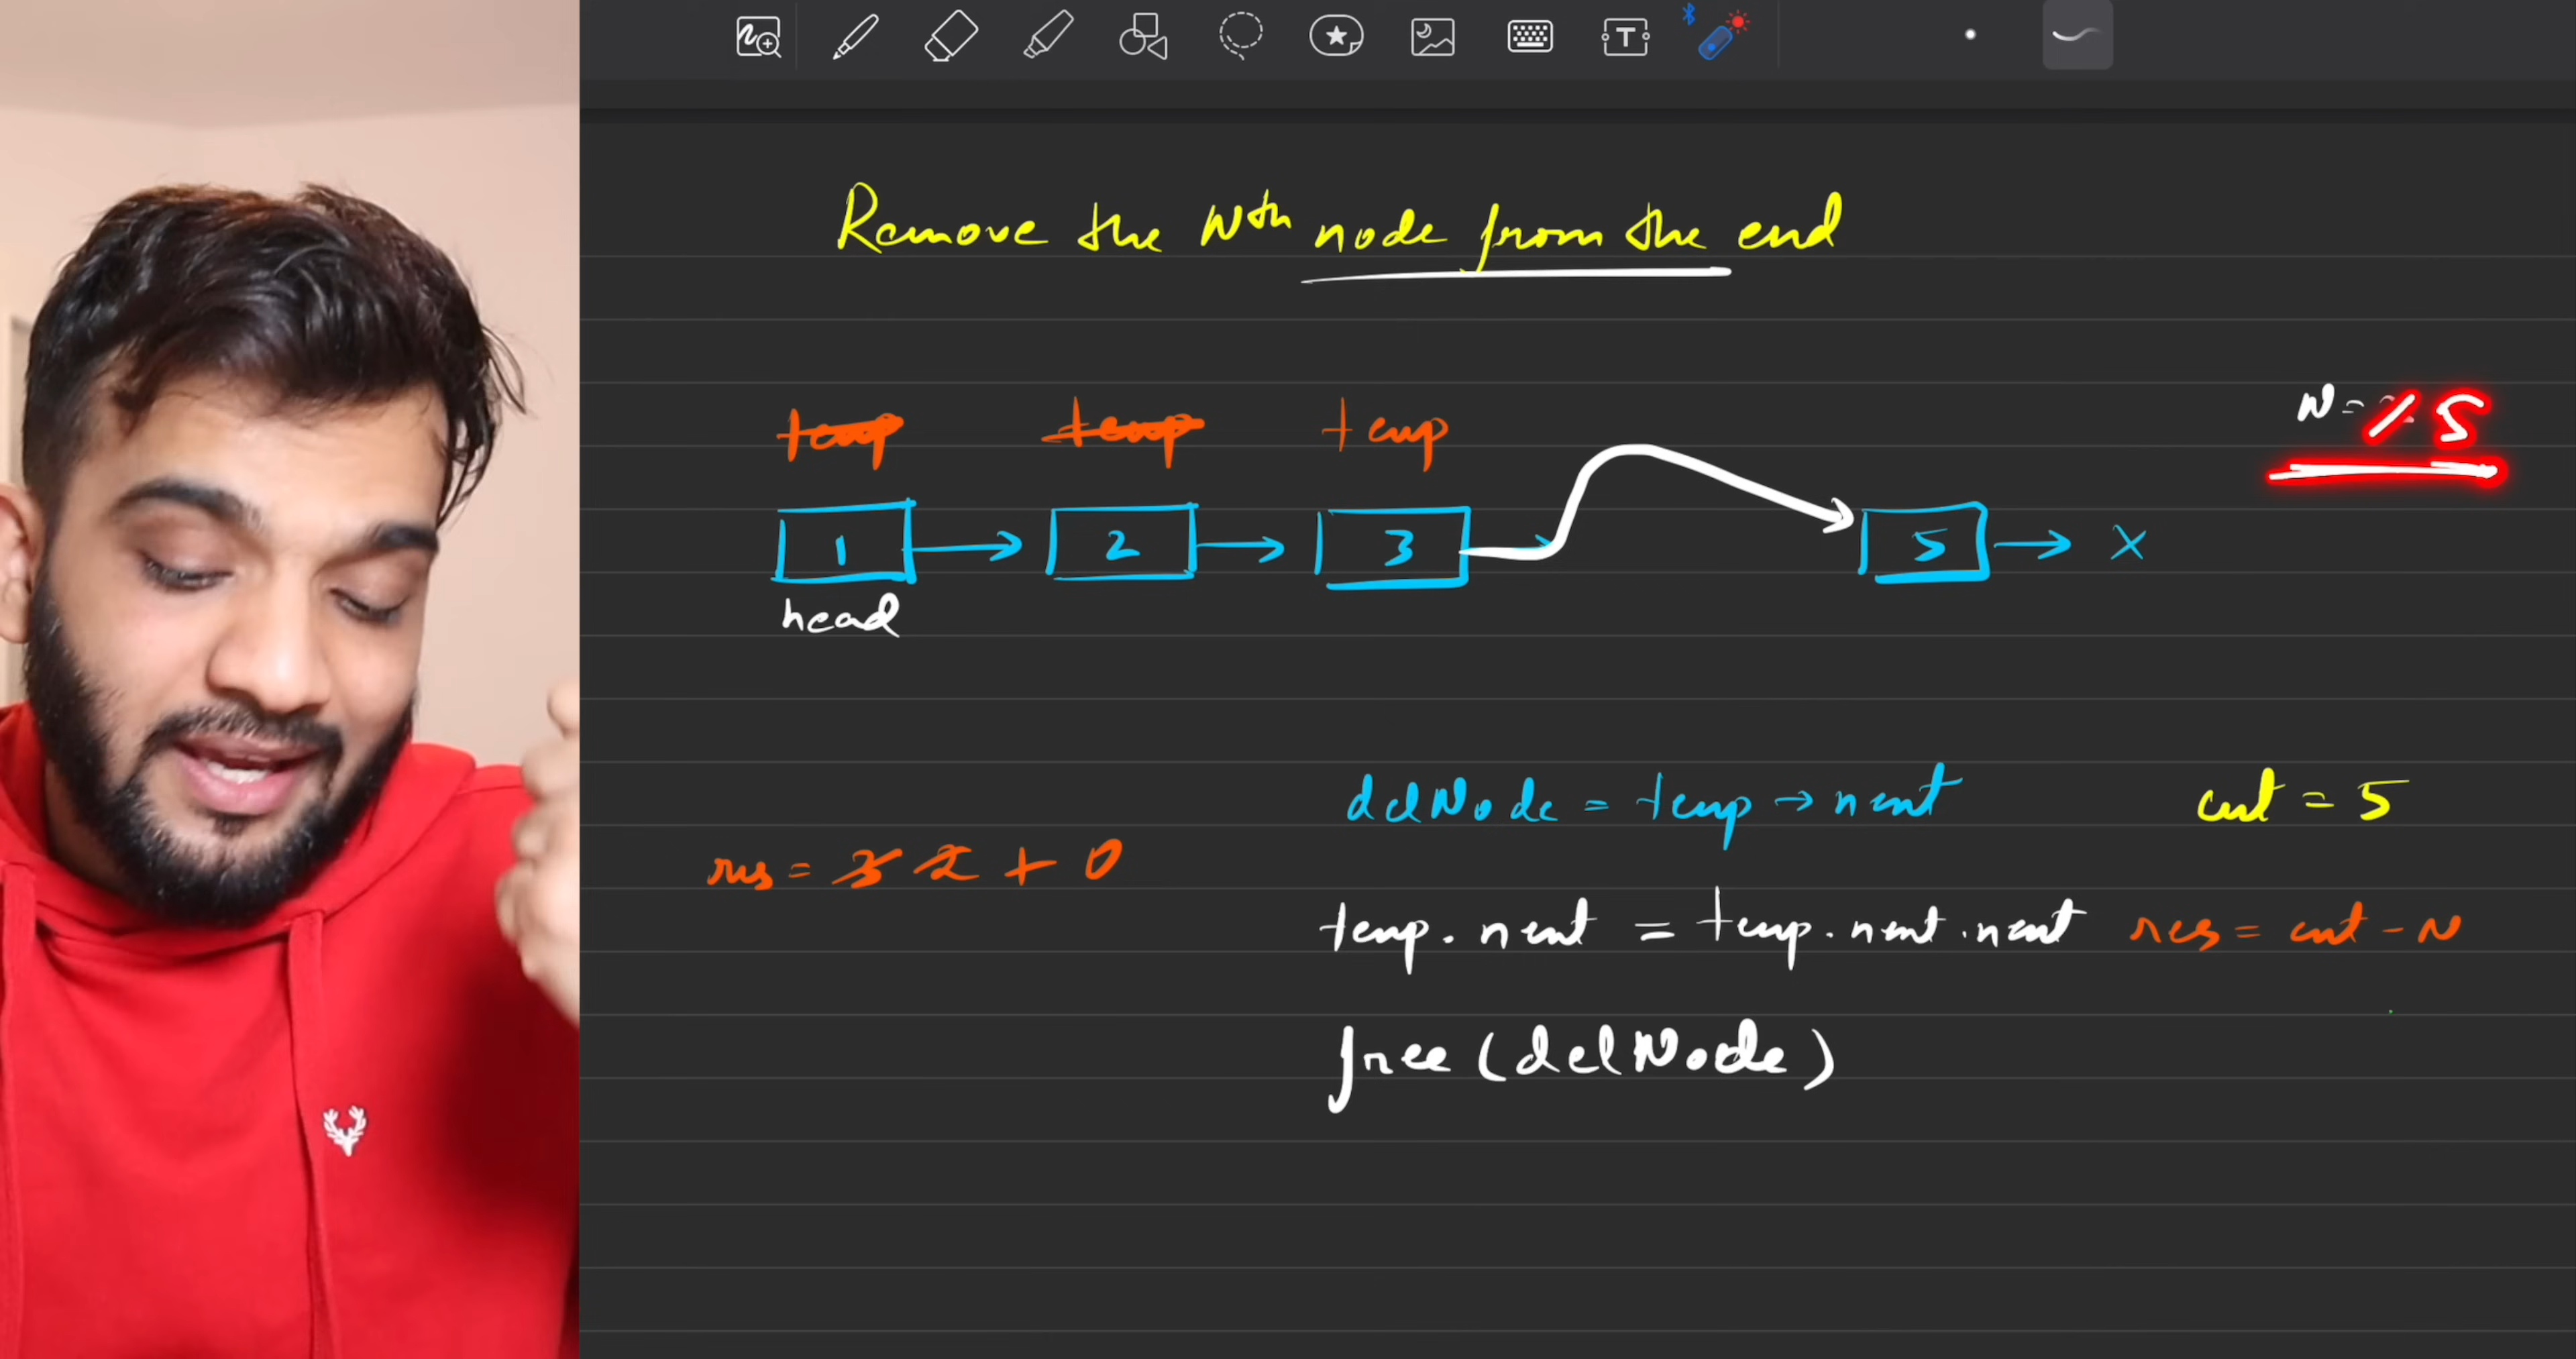 Remove the Nth node from the end
N = 5
temp temp temp
1 2 3 5 X
head
delNode = temp → next
cnt = 5
res = 3 2 1 0
temp. next = temp. next .next
res = cnt - N
free (delNode)
T